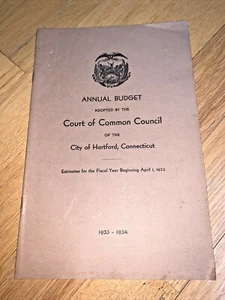 ANNUAL BUDGET
ADOPTED BY THE
Court of Common Council
OF THE
City of Hartford, Connecticut
Estimates for the Fiscal Year Beginning April 1, 1933
1933 - 1934